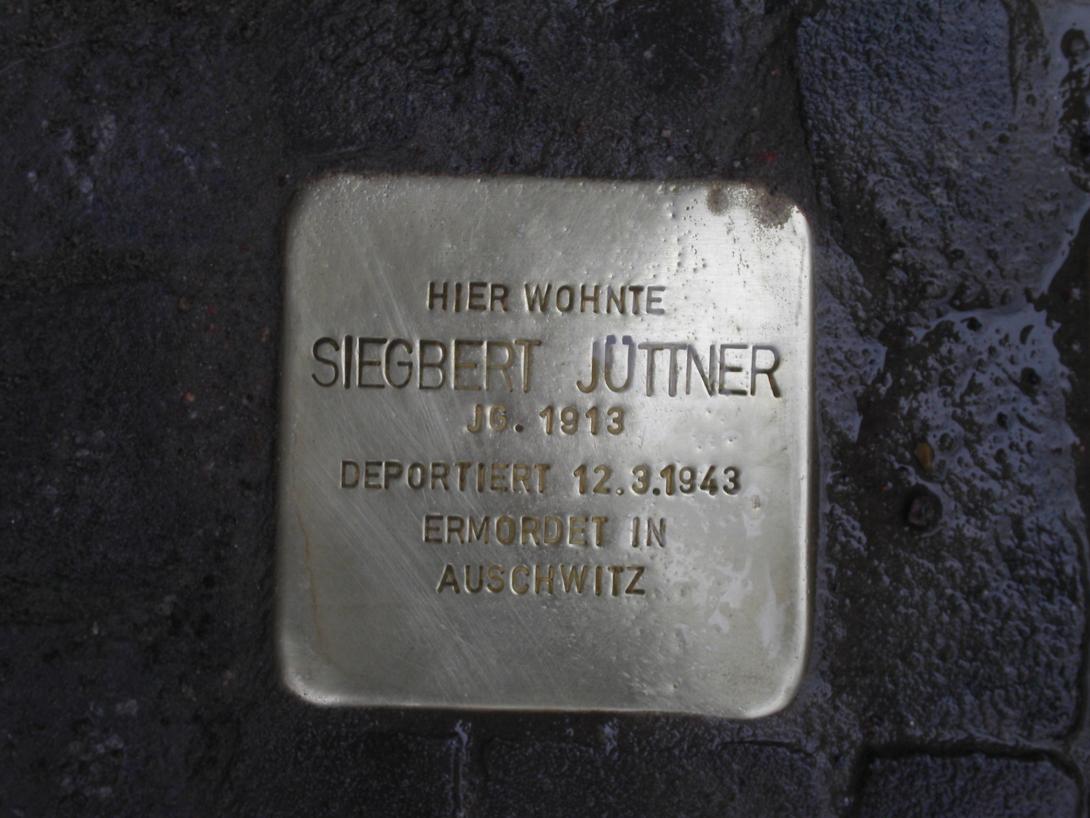 HIER WOHNTE
SIEGBERT JÜTTNER
JG. 1913
DEPORTIERT 12.3.1943
ERMORDET IN
AUSCHWITZ